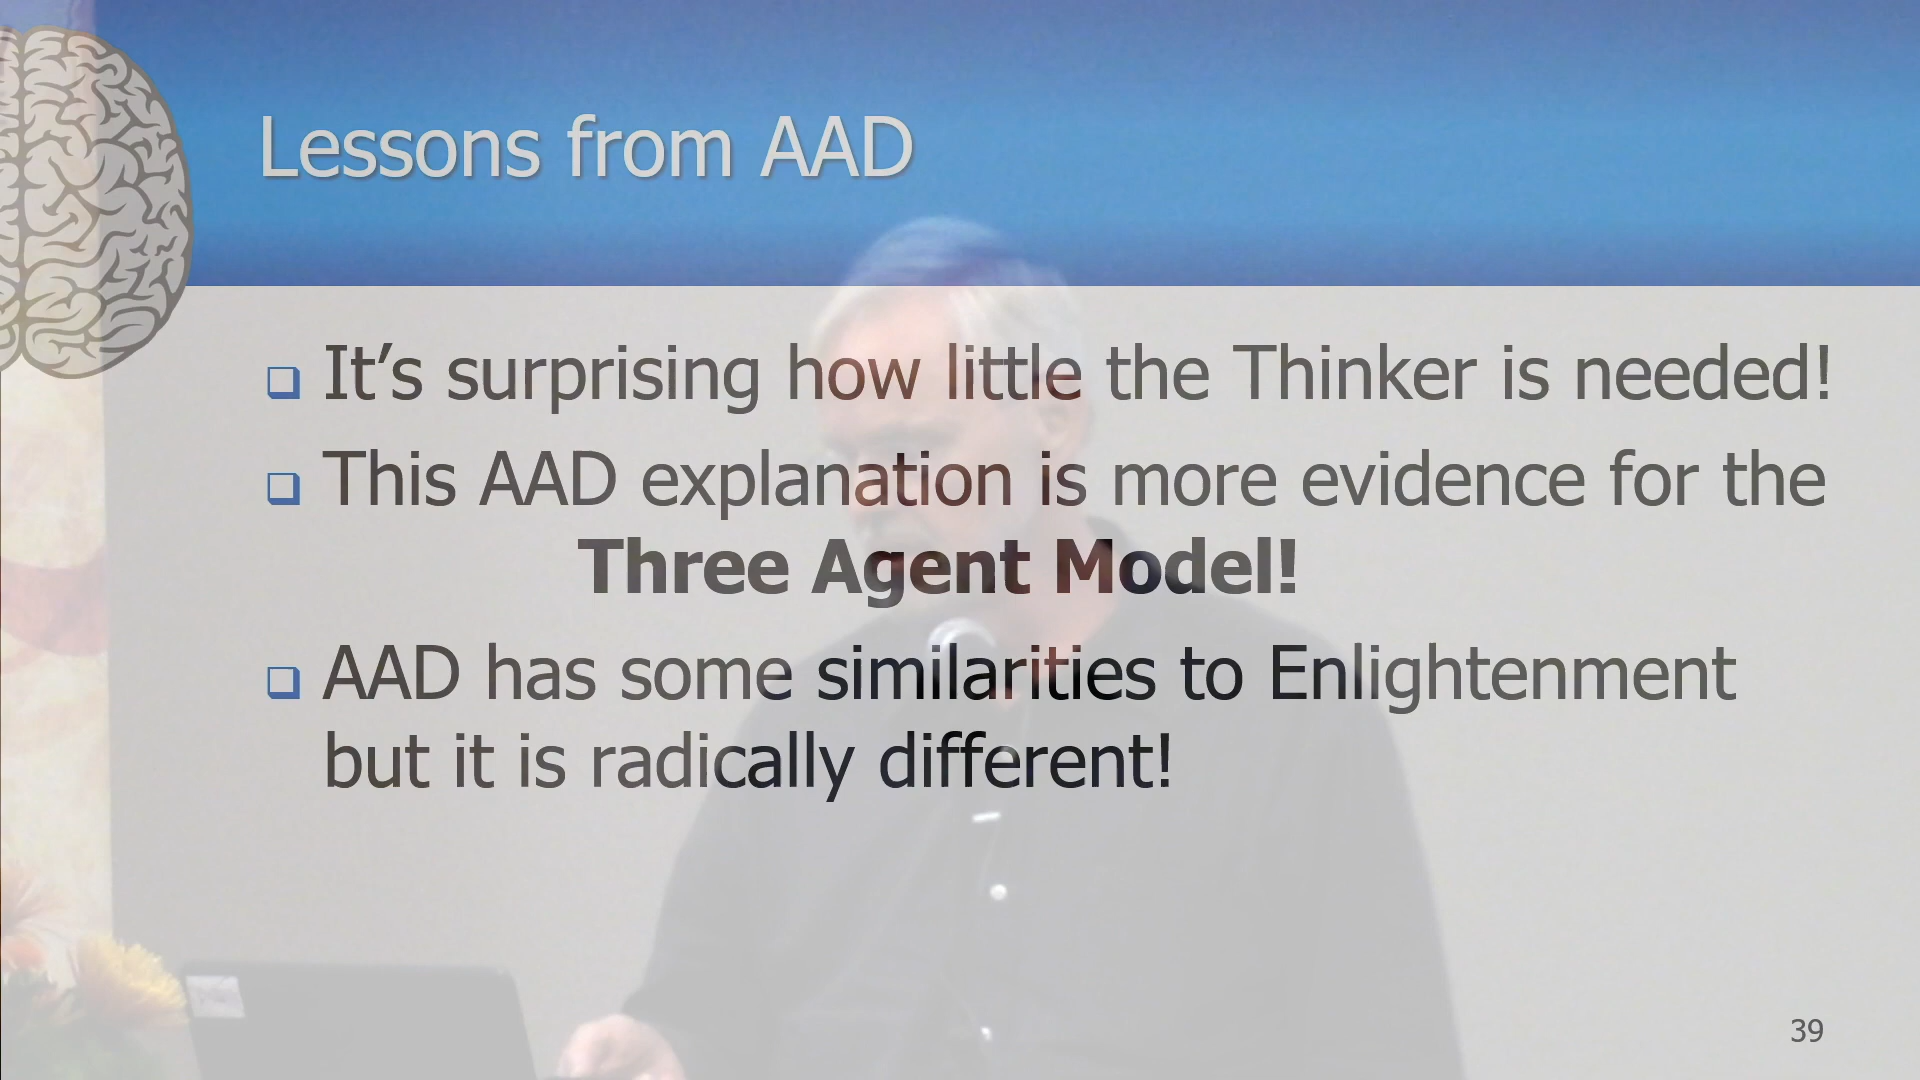 Lessons from AAD
It’s surprising how little the Thinker is needed!
This AAD explanation is more evidence for the
Three Agent Model!
AAD has some similarities to Enlightenment
but it is radically different!
39